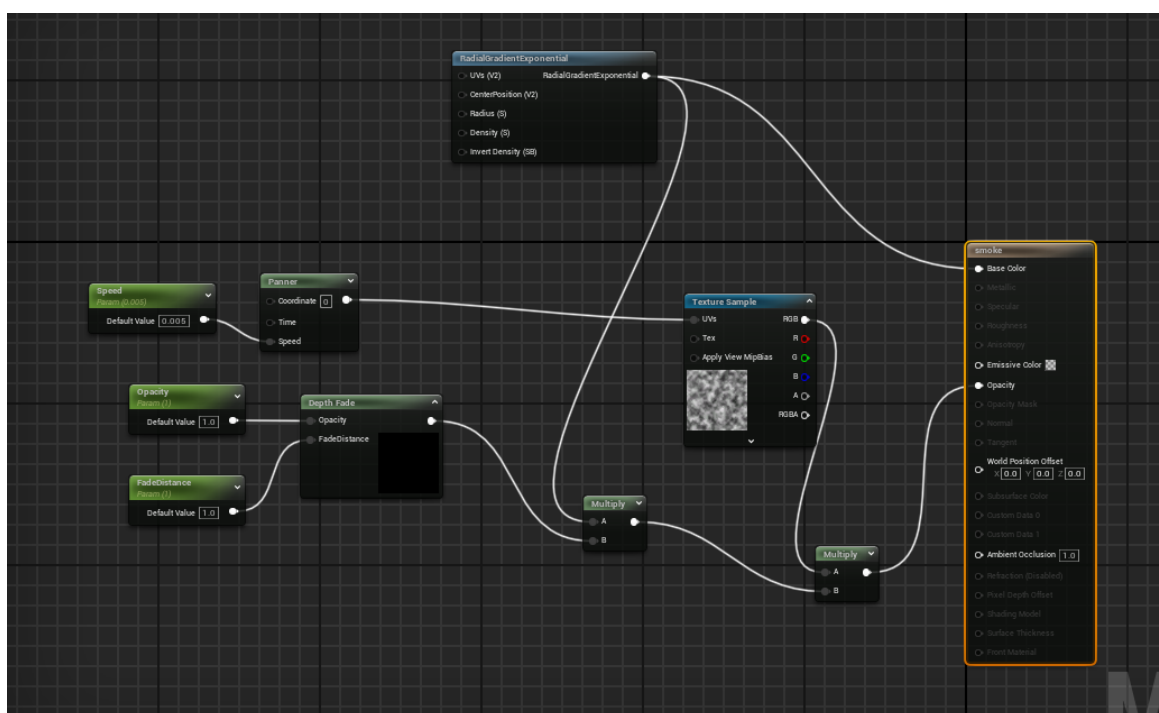 RadialGradientExponential
UVs (V2) RadialGradientExponential
CenterPosition (V2)
Radius (S)
Density (S)
Invert Density (SB)
Speed
Param (0.005)
Default Value 0.005
Panner
Coordinate 0
Time
Speed
Opacity
Param (1)
Default Value 1.0
FadeDistance
Param (1)
Default Value 1.0
Depth Fade
Opacity
FadeDistance
Multiply
A
B
Texture Sample
UVs RGB
Tex R
Apply View MipBias G
B
A
RGBA
Multiply
A
B
smoke
Base Color
Metallic
Specular
Roughness
Anisotropy
Emissive Color
Opacity
Opacity Mask
Normal
Tangent
World Position Offset
X 0.0 Y 0.0 Z 0.0
Subsurface Color
Custom Data 0
Custom Data 1
Ambient Occlusion 1.0
Refraction (Disabled)
Pixel Depth Offset
Shading Model
Surface Thickness
Front Material